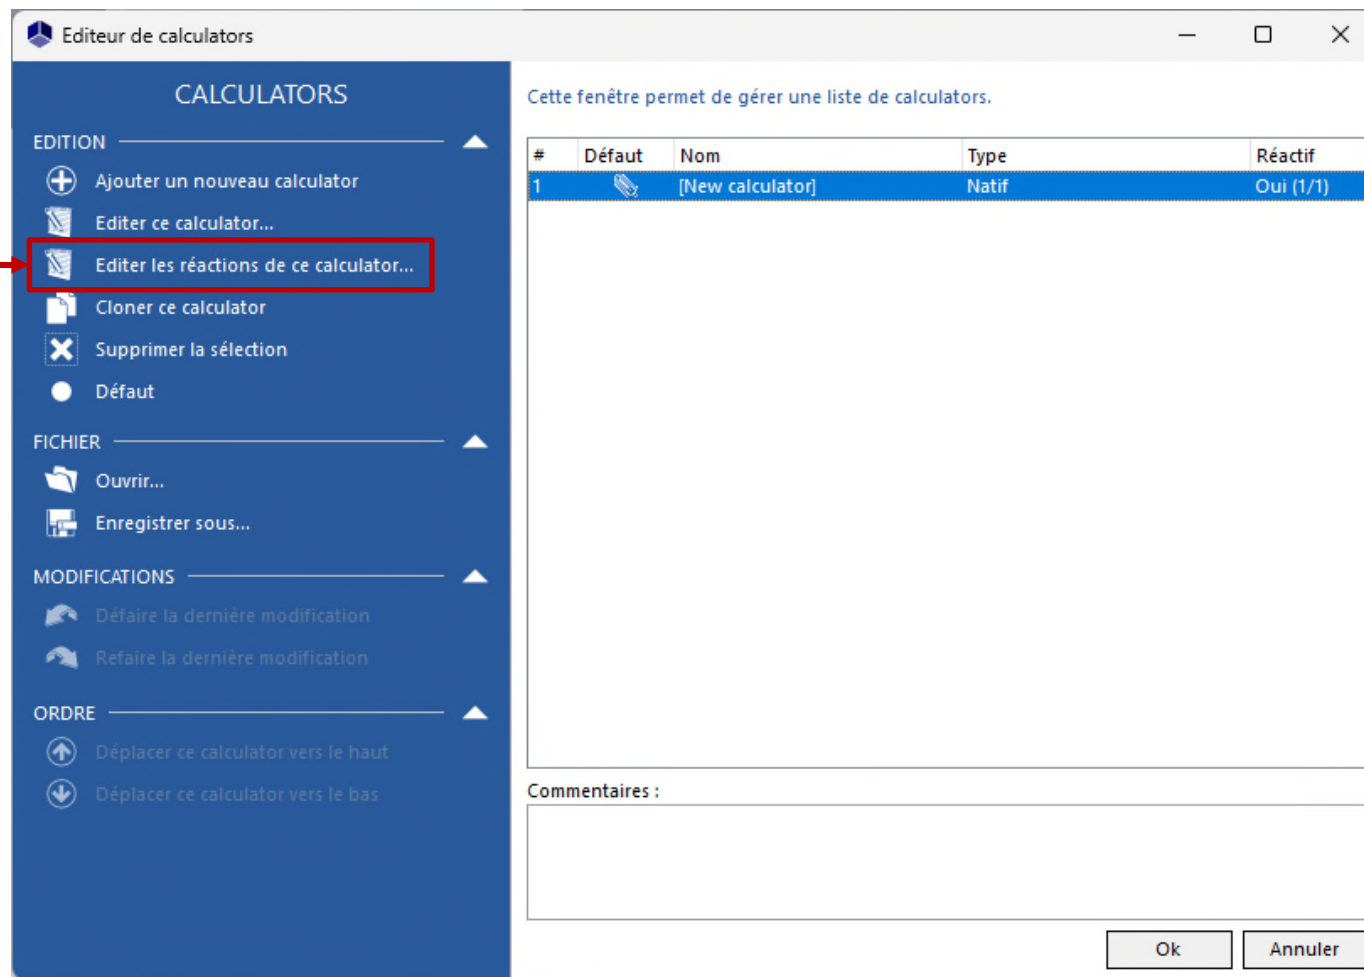 Editeur de calculators
CALCULATORS
EDITION
Ajouter un nouveau calculator
Editer ce calculator...
Editer les réactions de ce calculator...
Cloner ce calculator
Supprimer la sélection
Défaut
FICHIER
Ouvrir...
Enregistrer sous...
MODIFICATIONS
Défaire la dernière modification
Refaire la dernière modification
ORDRE
Déplacer ce calculator vers le haut
Déplacer ce calculator vers le bas
Cette fenêtre permet de gérer une liste de calculators.
# Défaut Nom Type Réactif
1 [New calculator] Natif Oui (1/1)
Commentaires :
Ok Annuler